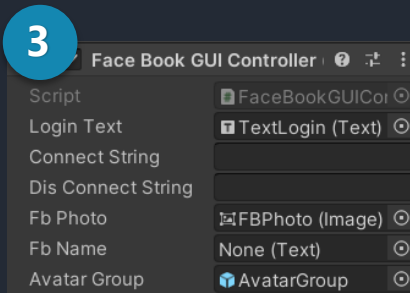 3
Face Book GUI Controller
Script FaceBookGUICo
Login Text TextLogin (Text)
Connect String
Dis Connect String
Fb Photo FBPhoto (Image)
Fb Name None (Text)
Avatar Group AvatarGroup